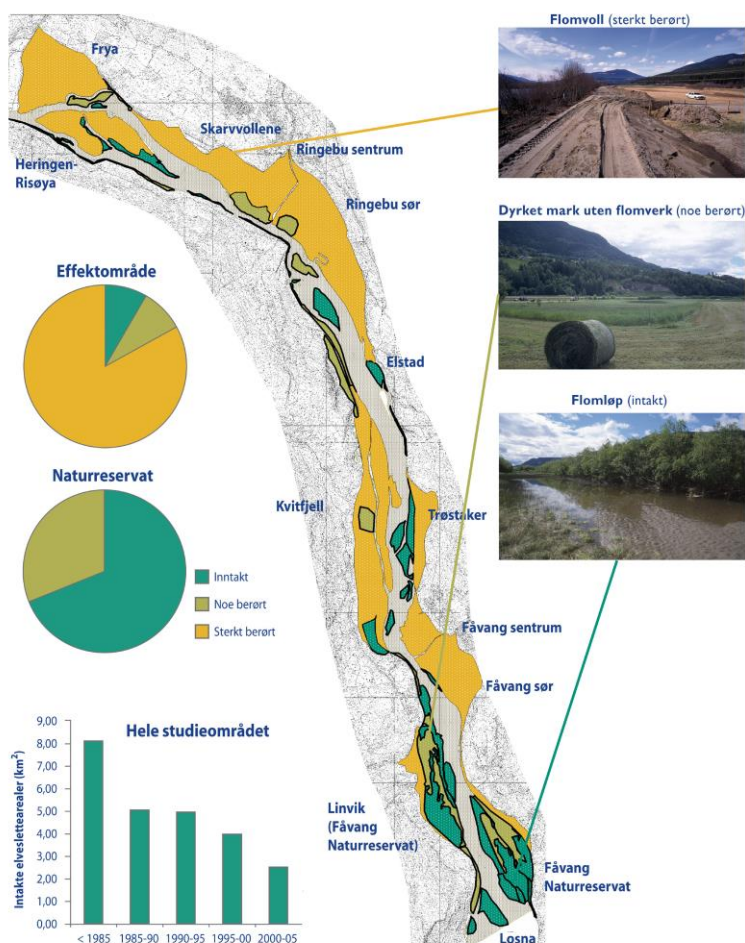 Flomvoll (sterkt berørt)
Frya
Skarvvollene
Ringebu sentrum
Heringen-
Risøya
Ringebu sør
Dyrket mark uten flomverk (noe berørt)
Effektområde
Elstad
Flomløp (intakt)
Naturreservat
Kvitfjell
Trøstaker
Inntakt
Noe berørt
Sterkt berørt
Fåvang sentrum
Fåvang sør
Hele studieområdet
Intakte elveslettearealer (km²)
9,00
8,00
7,00
6,00
5,00
4,00
3,00
2,00
1,00
0,00
< 1985
1985-90
1990-95
1995-00
2000-05
Linvik
(Fåvang
Naturreservat)
Fåvang
Naturreservat
Losna